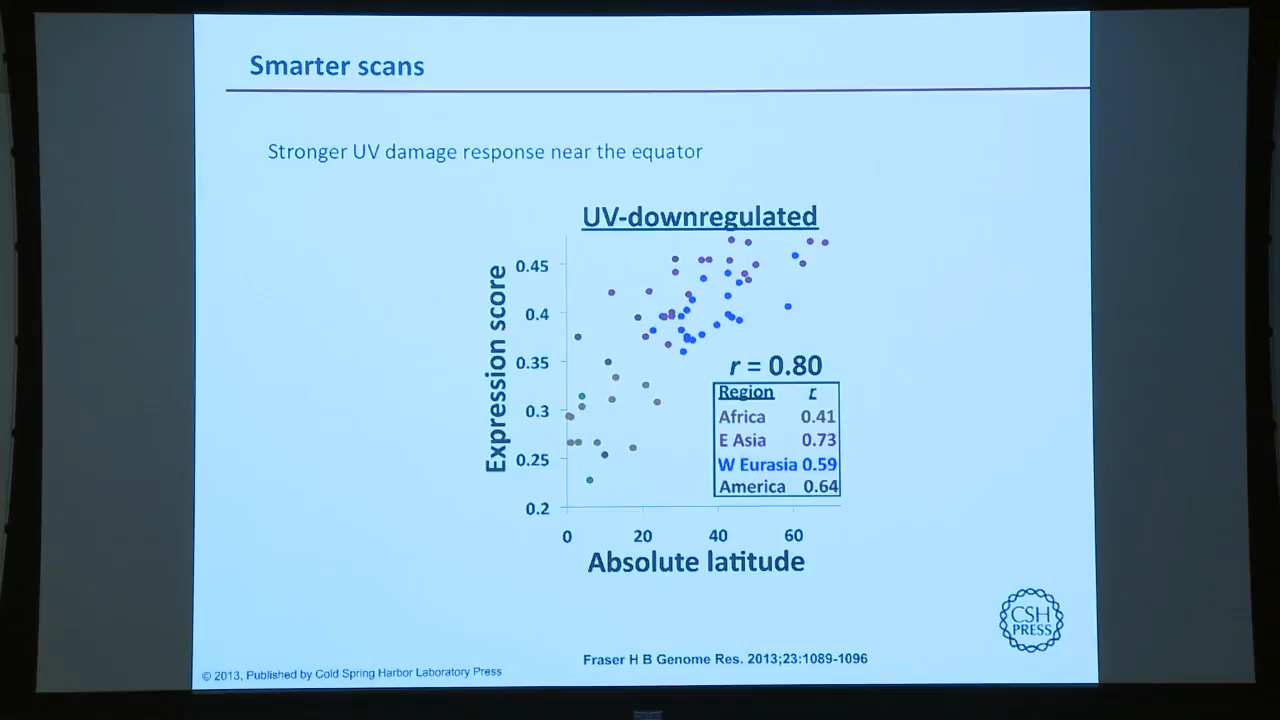 Smarter scans
Stronger UV damage response near the equator
UV-downregulated
Expression score
0.45
0.4
0.35
0.3
0.25
0.2
r = 0.80
Region r
Africa 0.41
E Asia 0.73
W Eurasia 0.59
America 0.64
0 20 40 60
Absolute latitude
CSH
PRESS
Fraser H B Genome Res. 2013;23:1089-1096
© 2013, Published by Cold Spring Harbor Laboratory Press